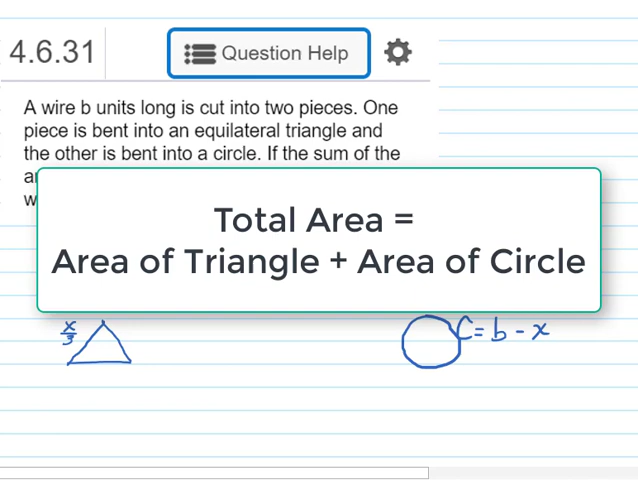 4.6.31
Question Help
A wire b units long is cut into two pieces. One
piece is bent into an equilateral triangle and
the other is bent into a circle. If the sum of the
Total Area =
Area of Triangle + Area of Circle
x/3
C = b - x